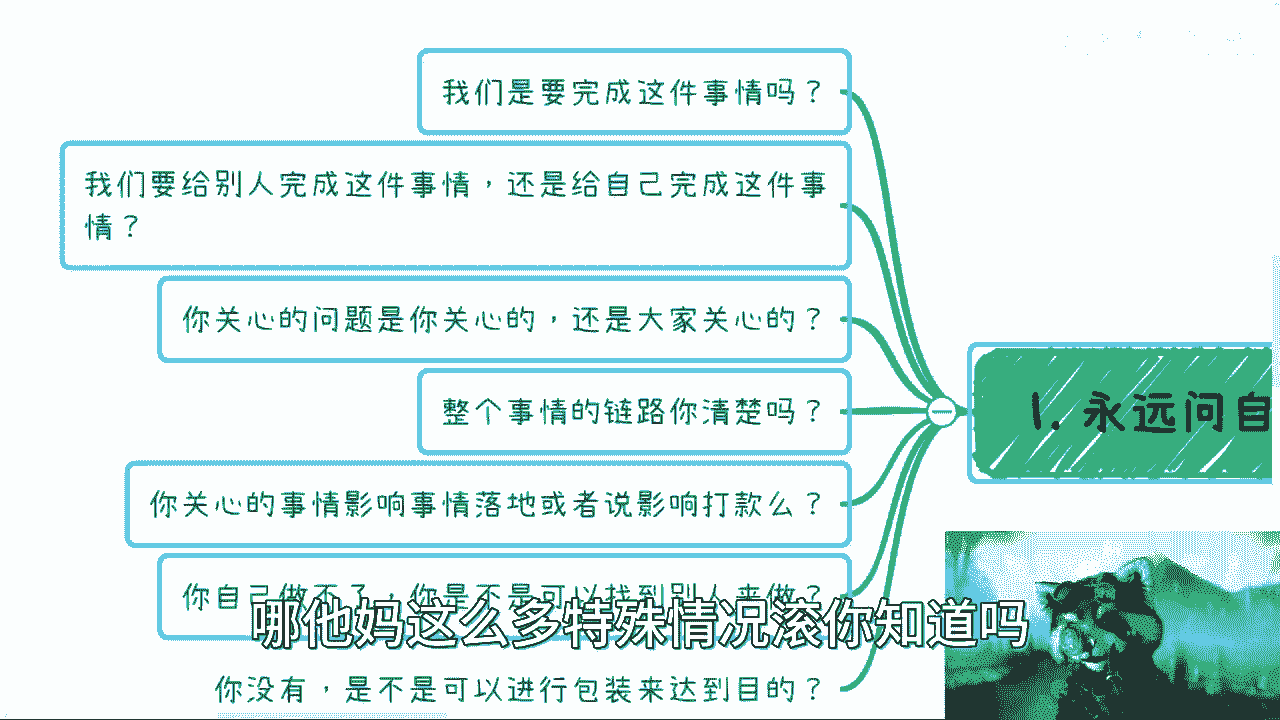 我们是要完成这件事情吗？
我们要给别人完成这件事情，还是给自己完成这件事
情？
你关心的问题是你关心的，还是大家关心的？
整个事情的链路你清楚吗？
你关心的事情影响事情落地或者说影响打款么？
你自己做不了，你是不是可以找到别人来做？
你没有，是不是可以进行包装来达到目的？
1. 永远问自
哪他妈这么多特殊情况滚你知道吗